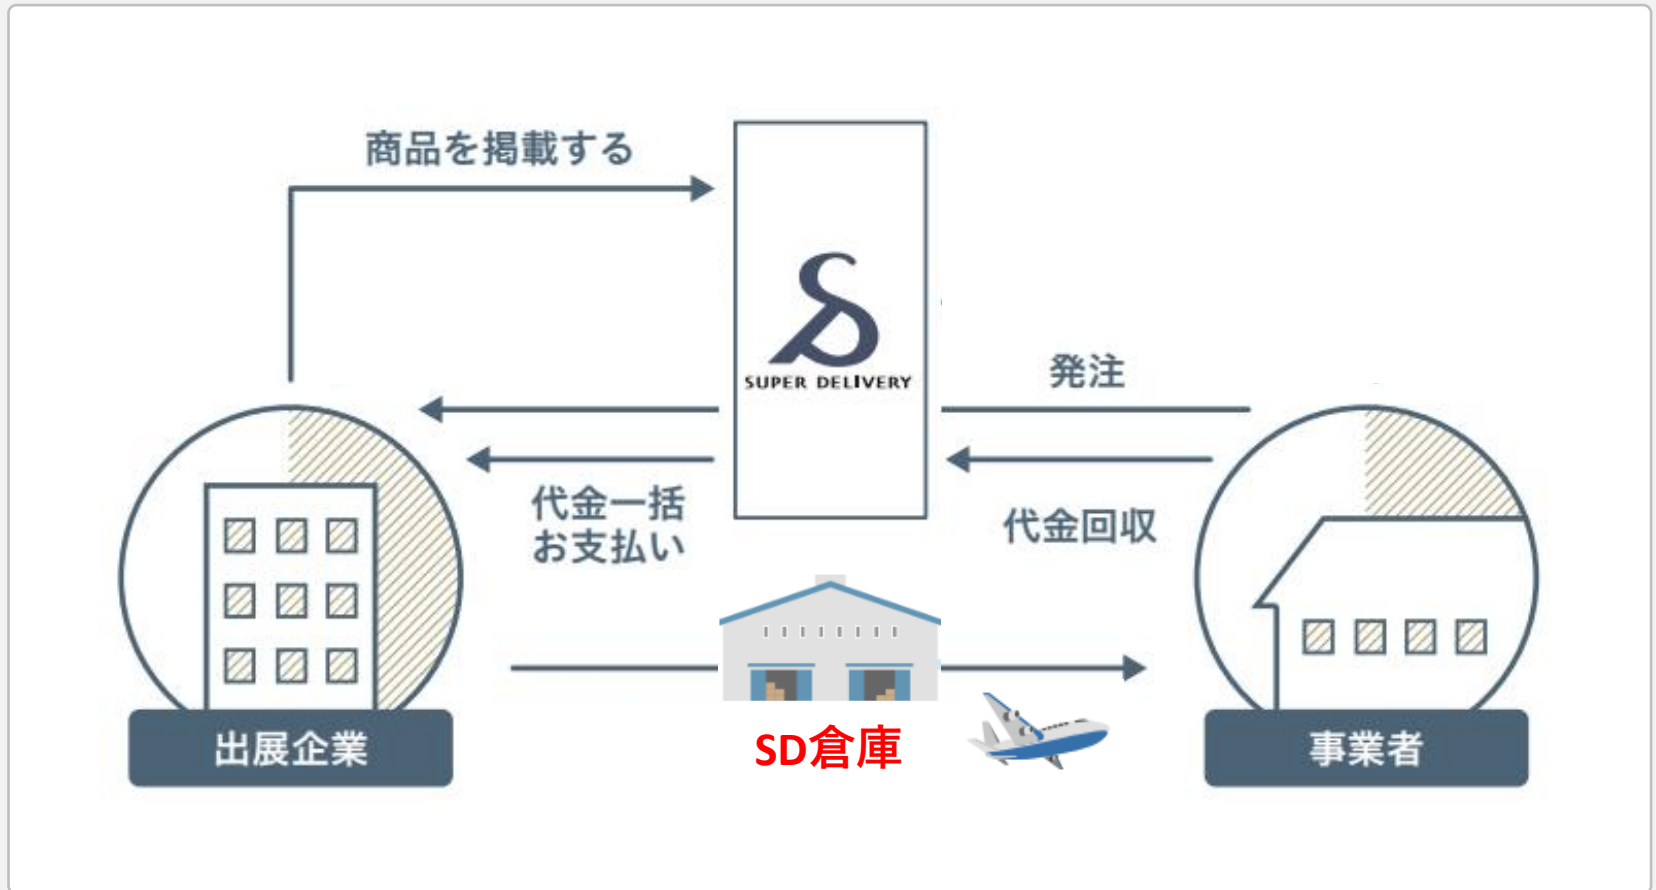 商品を掲載する
SUPER DELIVERY
発注
代金一括
お支払い
代金回収
SD倉庫
出展企業
事業者